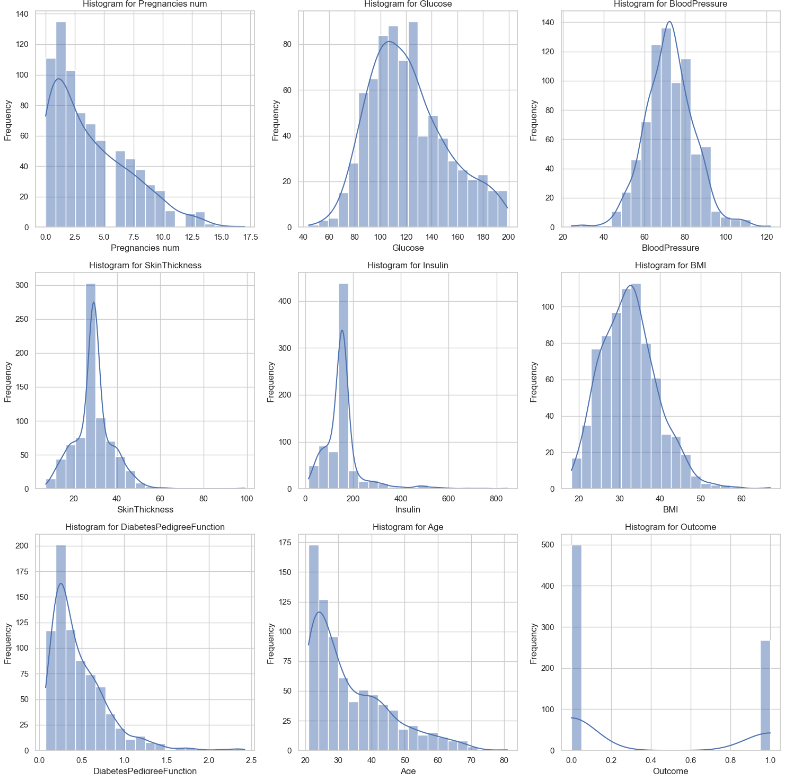 Histogram for Pregnancies num
Frequency
140
120
100
80
60
40
20
0
0.0 2.5 5.0 7.5 10.0 12.5 15.0 17.5
Pregnancies num
Histogram for Glucose
Frequency
80
60
40
20
0
40 60 80 100 120 140 160 180 200
Glucose
Histogram for BloodPressure
Frequency
140
120
100
80
60
40
20
0
20 40 60 80 100 120
BloodPressure
Histogram for SkinThickness
Frequency
300
250
200
150
100
50
0
20 40 60 80 100
SkinThickness
Histogram for Insulin
Frequency
400
300
200
100
0
0 200 400 600 800
Insulin
Histogram for BMI
Frequency
100
80
60
40
20
0
20 30 40 50 60
BMI
Histogram for DiabetesPedigreeFunction
Frequency
200
175
150
125
100
75
50
25
0
0.0 0.5 1.0 1.5 2.0 2.5
DiabetesPedigreeFunction
Histogram for Age
Frequency
175
150
125
100
75
50
25
0
20 30 40 50 60 70 80
Age
Histogram for Outcome
Frequency
500
400
300
200
100
0
0.0 0.2 0.4 0.6 0.8 1.0
Outcome